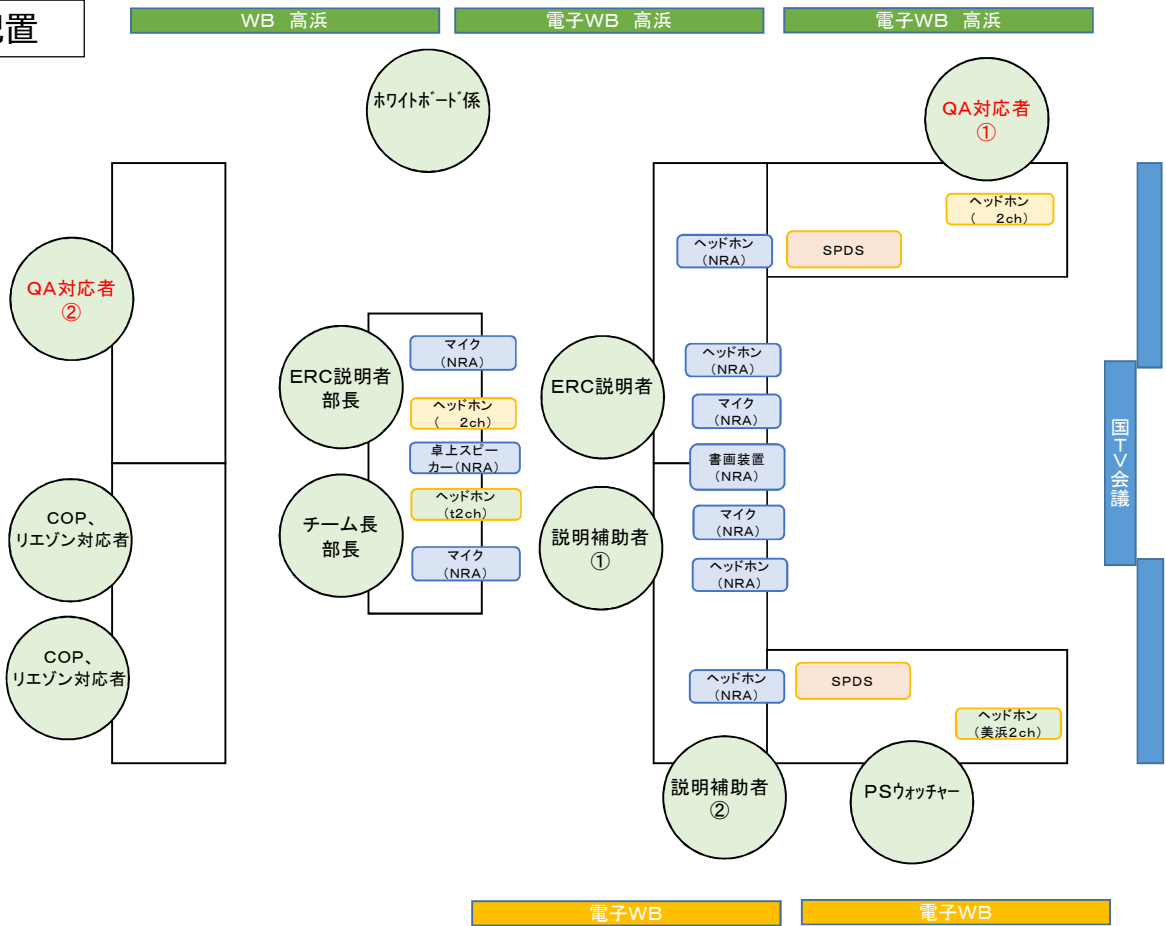 配置
WB 高浜
電子WB 高浜
電子WB 高浜
ホワイトボード係
QA対応者
①
ヘッドホン
( 2ch)
ヘッドホン
(NRA)
SPDS
QA対応者
②
マイク
(NRA)
ERC説明者
部長
ヘッドホン
( 2ch)
卓上スピー
カー(NRA)
ヘッドホン
(t2ch)
チーム長
部長
マイク
(NRA)
ERC説明者
ヘッドホン
(NRA)
マイク
(NRA)
書画装置
(NRA)
説明補助者
①
マイク
(NRA)
ヘッドホン
(NRA)
国TV会議
COP、
リエゾン対応者
COP、
リエゾン対応者
ヘッドホン
(NRA)
SPDS
ヘッドホン
(美浜2ch)
説明補助者
②
PSウォッチャー
電子WB
電子WB